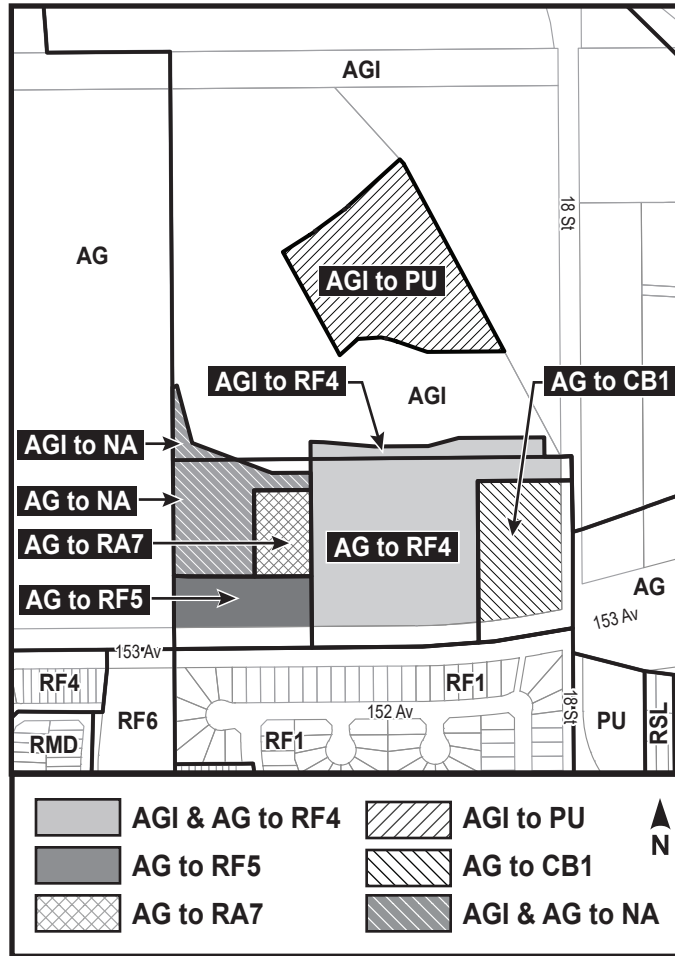 AGI
18 St
AG
AGI to PU
AGI to RF4
AGI
AG to CB1
AGI to NA
AG to NA
AG to RA7
AG to RF4
AG to RF5
AG
153 Av
153 Av
RF4
RF1
RF6
152 Av
18 St
PU
RSL
RMD
RF1
AGI & AG to RF4
AGI to PU
N
AG to RF5
AG to CB1
AG to RA7
AGI & AG to NA